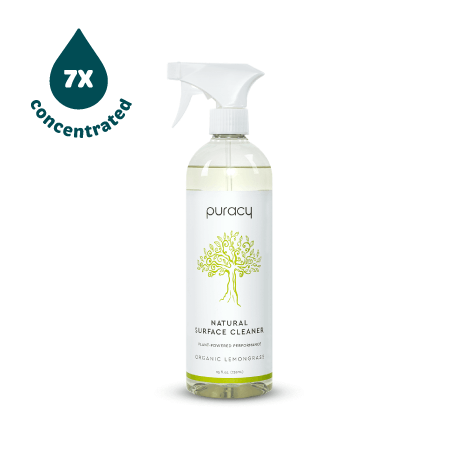 7X
concentrated
puracy
NATURAL
SURFACE CLEANER
PLANT-POWERED PERFORMANCE
ORGANIC LEMONGRASS